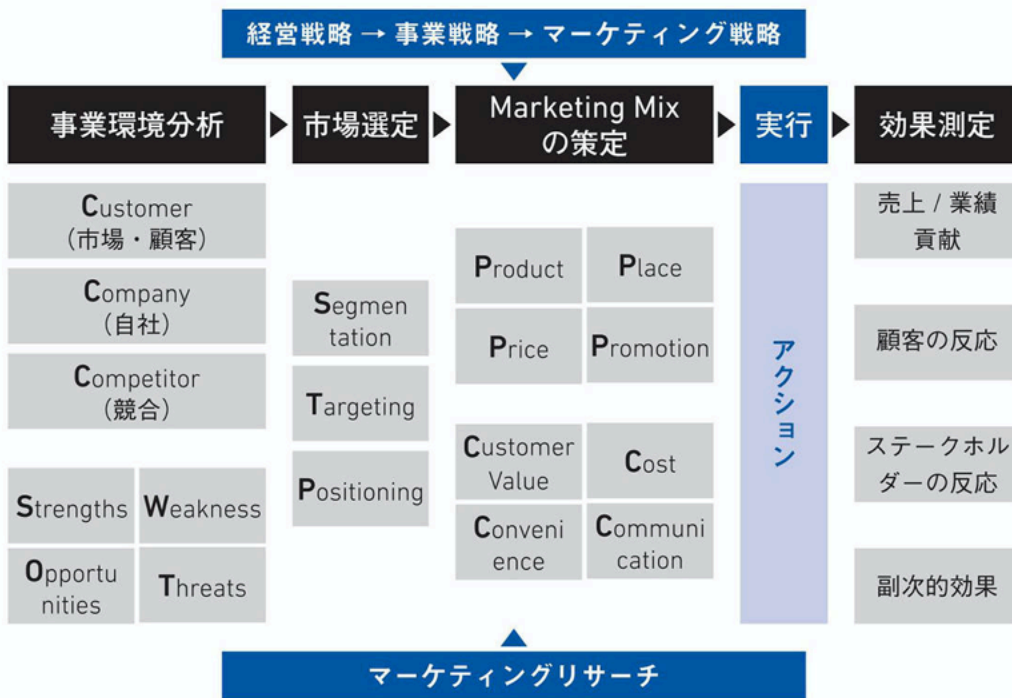 経営戦略 → 事業戦略 → マーケティング戦略
事業環境分析
市場選定
Marketing Mix
の策定
実行
効果測定
Customer
（市場・顧客）
Company
（自社）
Competitor
（競合）
Strengths
Weakness
Opportu
nities
Threats
Segmen
tation
Targeting
Positioning
Product
Place
Price
Promotion
Customer
Value
Cost
Conveni
ence
Communi
cation
アクション
売上 / 業績
貢献
顧客の反応
ステークホル
ダーの反応
副次的効果
マーケティングリサーチ